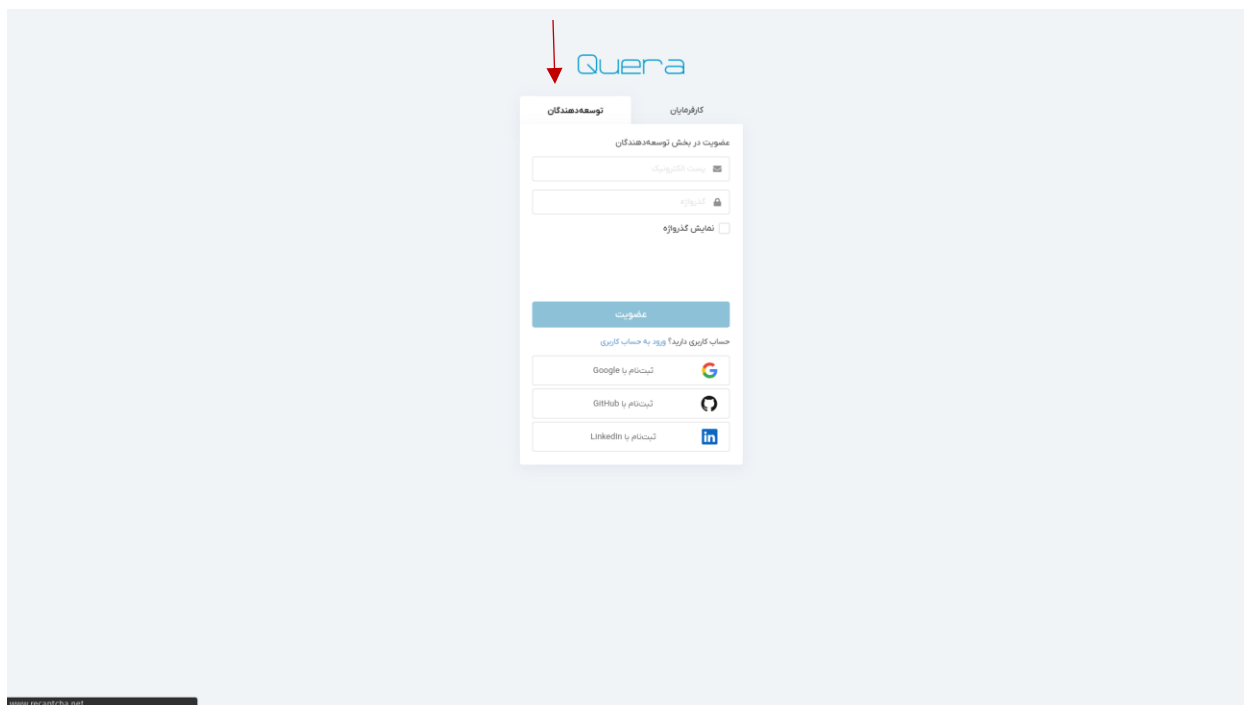 Quera
کارفرمایان
توسعه‌دهندگان
عضویت در بخش توسعه‌دهندگان
پست الکترونیک
گذرواژه
نمایش گذرواژه
عضویت
حساب کاربری دارید؟ ورود به حساب کاربری
ثبت‌نام با Google
ثبت‌نام با GitHub
ثبت‌نام با LinkedIn
www.recaptcha.net